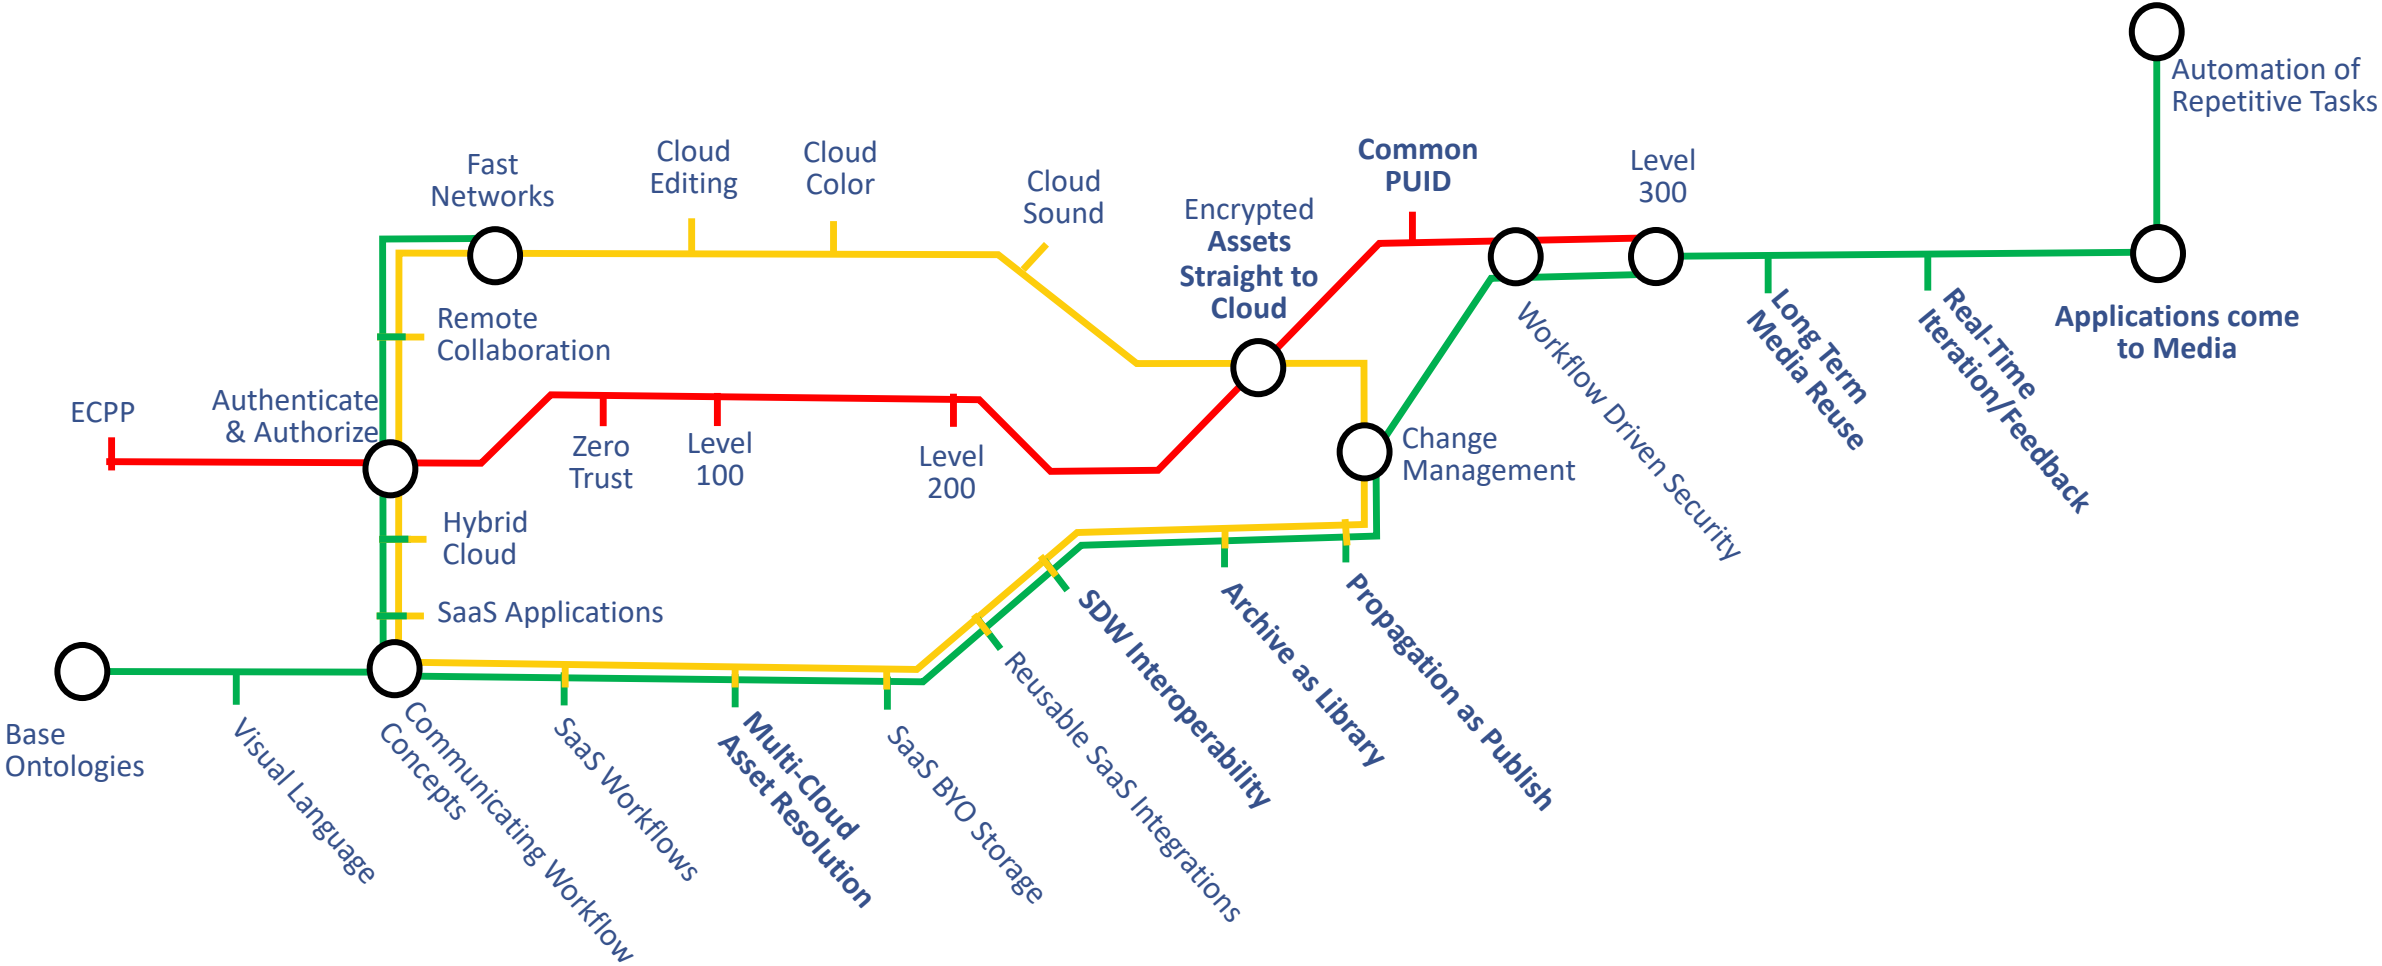 Automation of
Repetitive Tasks
Fast
Networks
Cloud
Editing
Cloud
Color
Cloud
Sound
Encrypted
Assets
Straight to
Cloud
Common
PUID
Level
300
Remote
Collaboration
ECPP
Authenticate
& Authorize
Zero
Trust
Level
100
Level
200
Change
Management
Workflow Driven Security
Long Term
Media Reuse
Real-Time
Iteration/Feedback
Applications come
to Media
Hybrid
Cloud
SaaS Applications
Base
Ontologies
Visual Language
Communicating Workflow
Concepts
SaaS Workflows
Multi-Cloud
Asset Resolution
SaaS BYO Storage
Reusable SaaS Integrations
SDW Interoperability
Archive as Library
Propagation as Publish